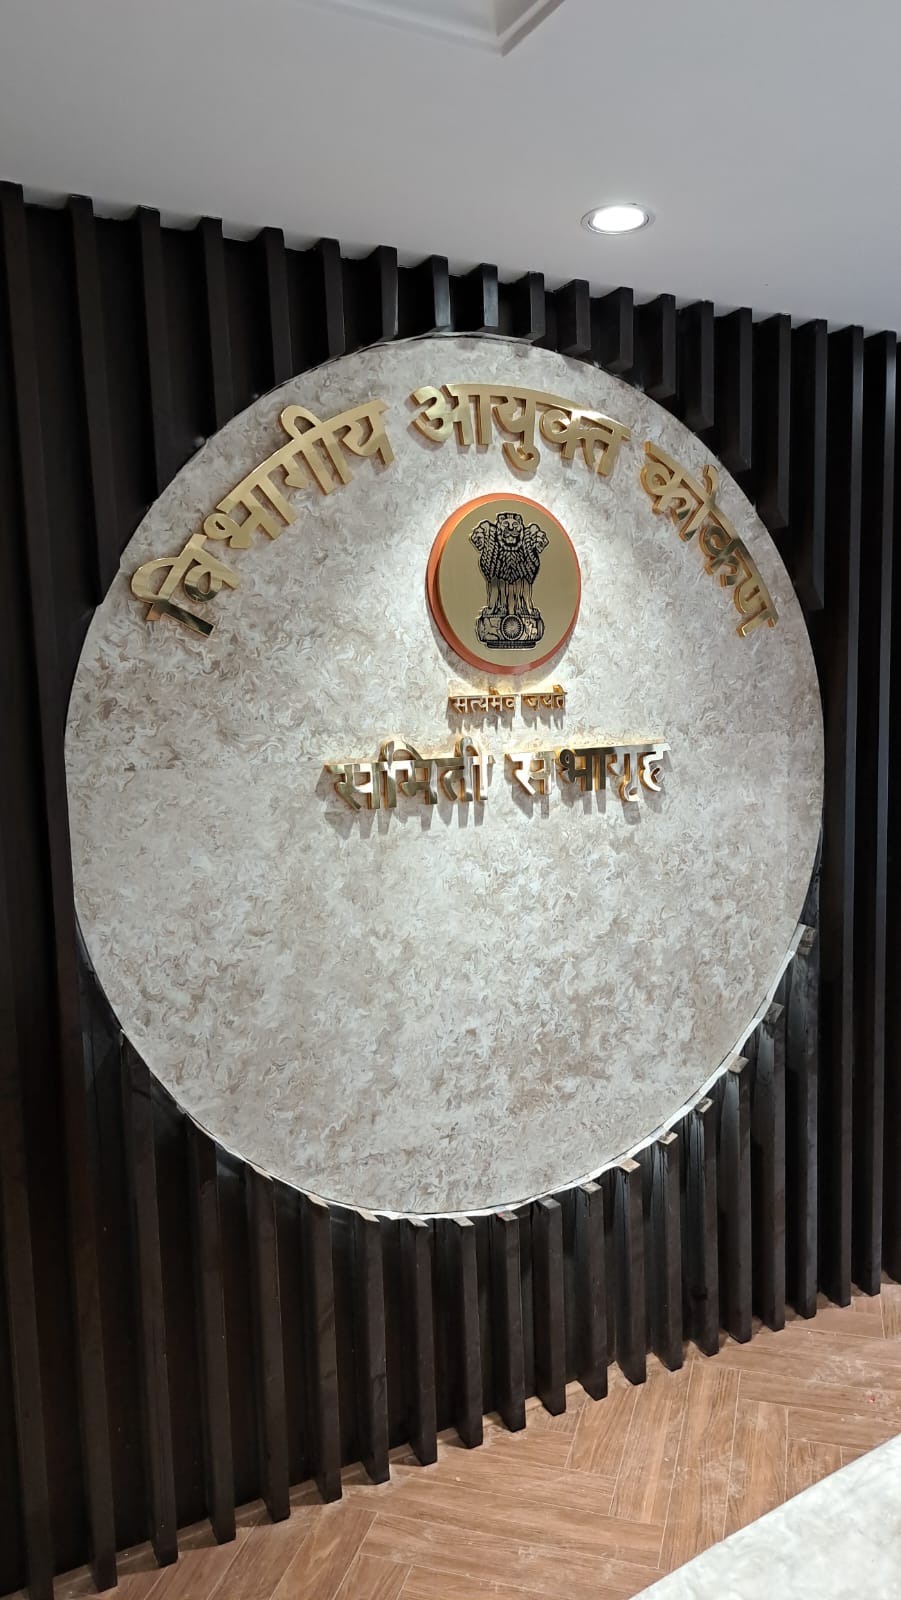 विभागीय आयुक्त कोकण
सत्यमेव जयते
समिती सभागृह